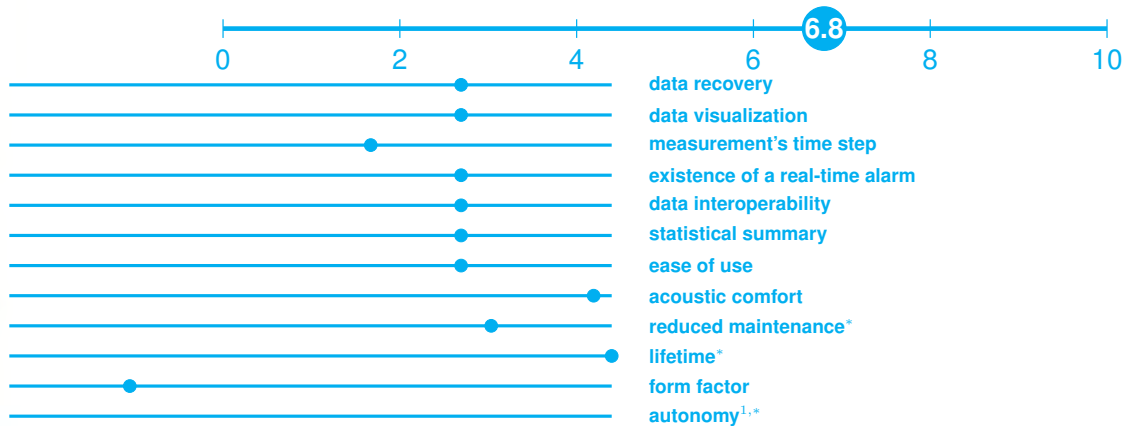 6.8
0 2 4 6 8 10
data recovery
data visualization
measurement's time step
existence of a real-time alarm
data interoperability
statistical summary
ease of use
acoustic comfort
reduced maintenance*
lifetime*
form factor
autonomy1,*